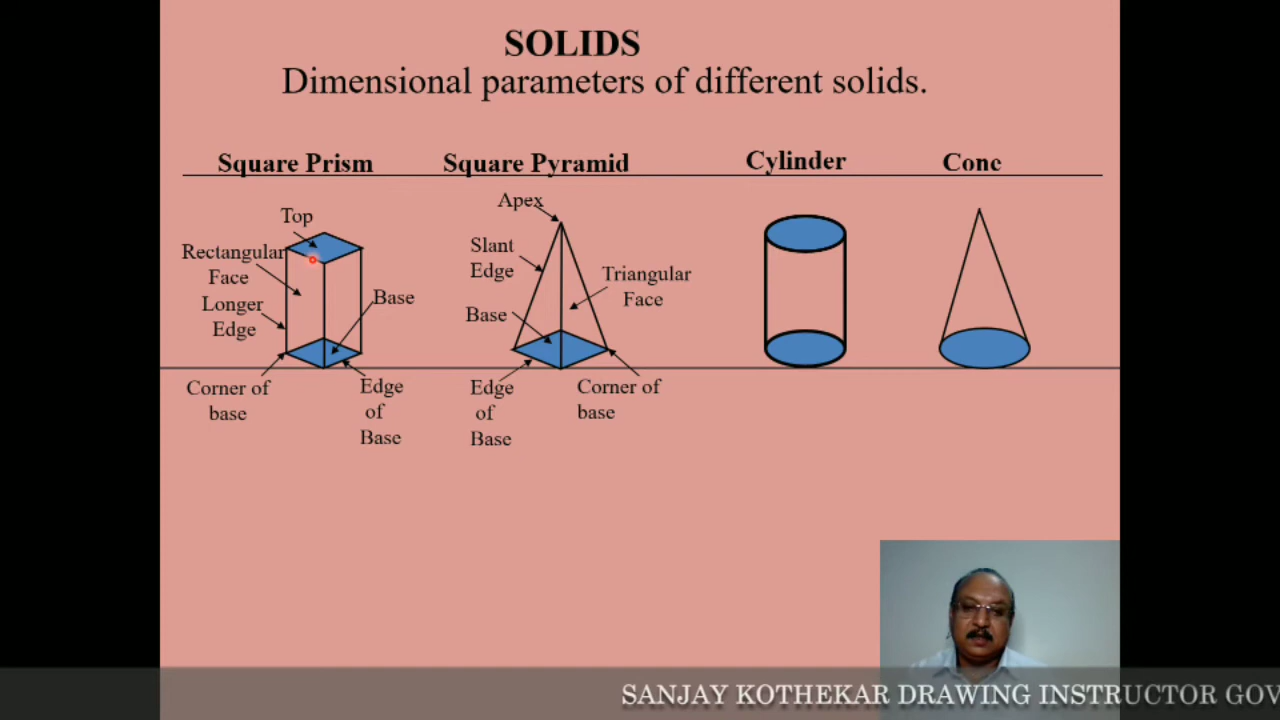 SOLIDS
Dimensional parameters of different solids.
Square Prism
Square Pyramid
Cylinder
Cone
Top
Rectangular
Face
Longer
Edge
Base
Corner of
base
Edge
of
Base
Apex
Slant
Edge
Triangular
Face
Base
Edge
of
Base
Corner of
base
SANJAY KOTHEKAR DRAWING INSTRUCTOR GOV